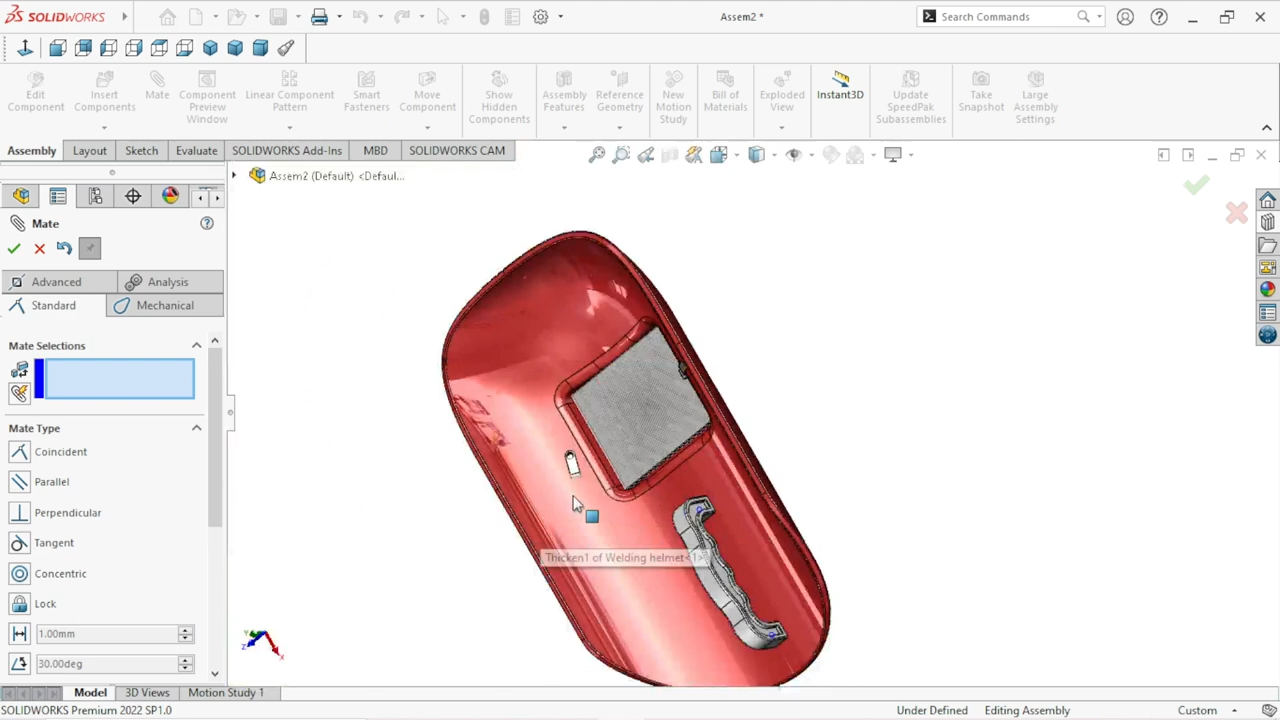 SOLIDWORKS
Assem2 *
Search Commands
Edit Component
Insert Components
Mate
Component Preview Window
Linear Component Pattern
Smart Fasteners
Move Component
Show Hidden Components
Assembly Features
Reference Geometry
New Motion Study
Bill of Materials
Exploded View
Instant3D
Update SpeedPak Subassemblies
Take Snapshot
Large Assembly Settings
Assembly
Layout
Sketch
Evaluate
SOLIDWORKS Add-Ins
MBD
SOLIDWORKS CAM
Assem2 (Default) <Defaul...
Mate
Advanced
Analysis
Standard
Mechanical
Mate Selections
Mate Type
Coincident
Parallel
Perpendicular
Tangent
Concentric
Lock
1.00mm
30.00deg
Thicken1 of Welding helmet<1>
Y
Z
X
Model
3D Views
Motion Study 1
SOLIDWORKS Premium 2022 SP1.0
Under Defined
Editing Assembly
Custom